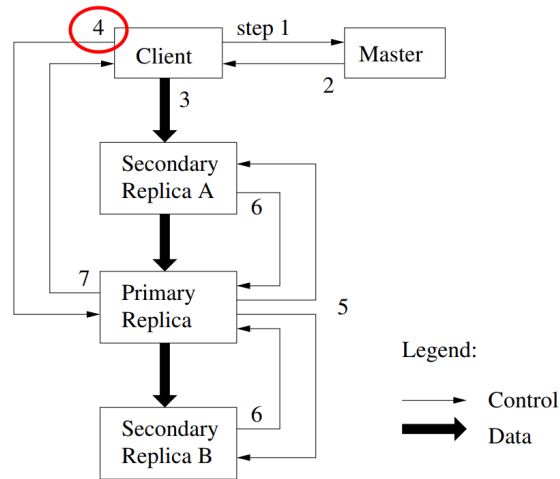 4
step 1
Client
Master
2
3
Secondary
Replica A
6
7
Primary
Replica
5
Legend:
Control
6
Secondary
Replica B
Data